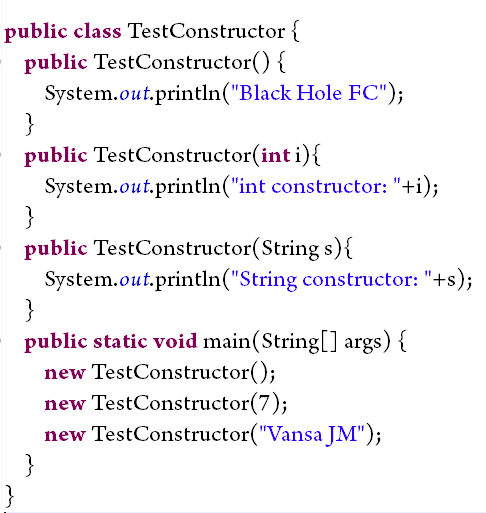 public class TestConstructor {
public TestConstructor() {
System.out.println("Black Hole FC");
}
public TestConstructor(int i){
System.out.println("int constructor: "+i);
}
public TestConstructor(String s){
System.out.println("String constructor: "+s);
}
public static void main(String[] args) {
new TestConstructor();
new TestConstructor(7);
new TestConstructor("Vansa JM");
}
}